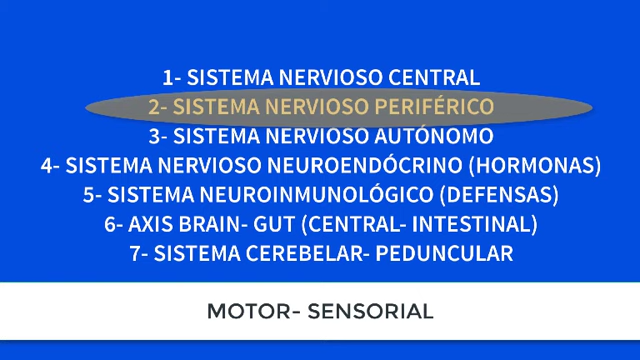 1- SISTEMA NERVIOSO CENTRAL
2- SISTEMA NERVIOSO PERIFÉRICO
3- SISTEMA NERVIOSO AUTÓNOMO
4- SISTEMA NERVIOSO NEUROENDÓCRINO (HORMONAS)
5- SISTEMA NEUROINMUNOLÓGICO (DEFENSAS)
6- AXIS BRAIN- GUT (CENTRAL- INTESTINAL)
7- SISTEMA CEREBELAR- PEDUNCULAR
MOTOR- SENSORIAL